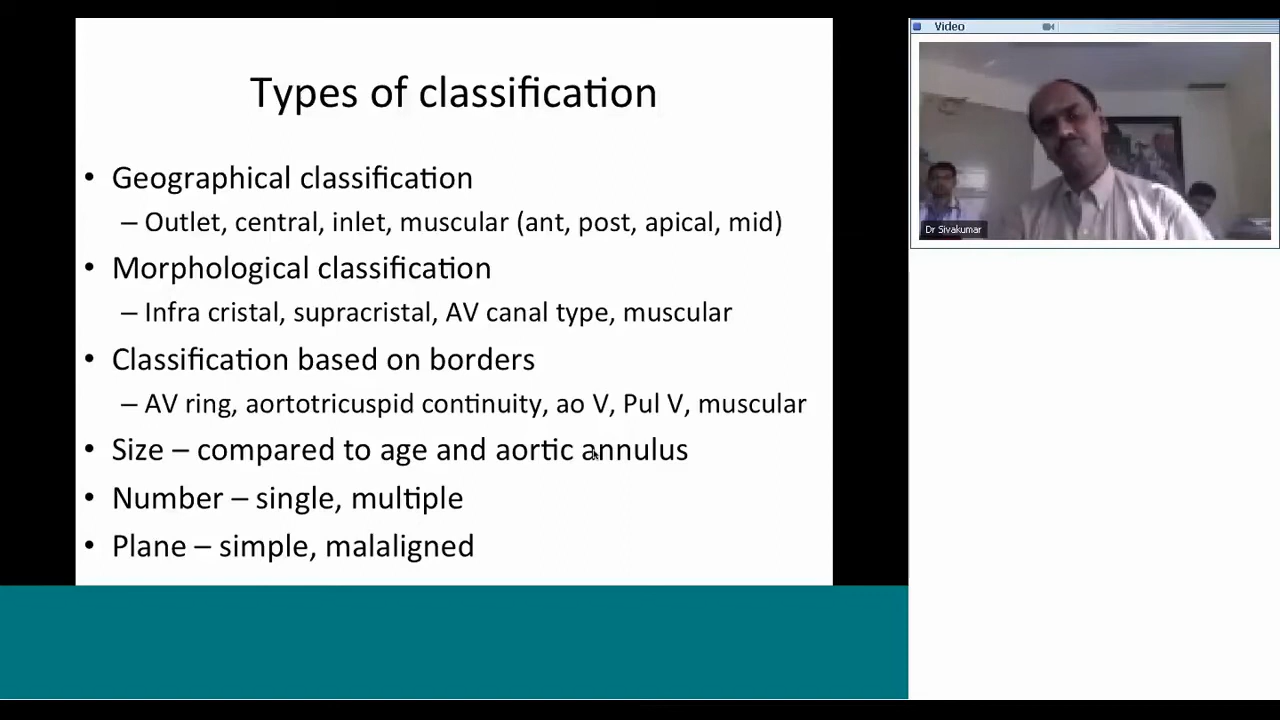 Types of classification
• Geographical classification
– Outlet, central, inlet, muscular (ant, post, apical, mid)
• Morphological classification
– Infra cristal, supracristal, AV canal type, muscular
• Classification based on borders
– AV ring, aortotricuspid continuity, ao V, Pul V, muscular
• Size – compared to age and aortic annulus
• Number – single, multiple
• Plane – simple, malaligned
Video
Dr Sivakumar